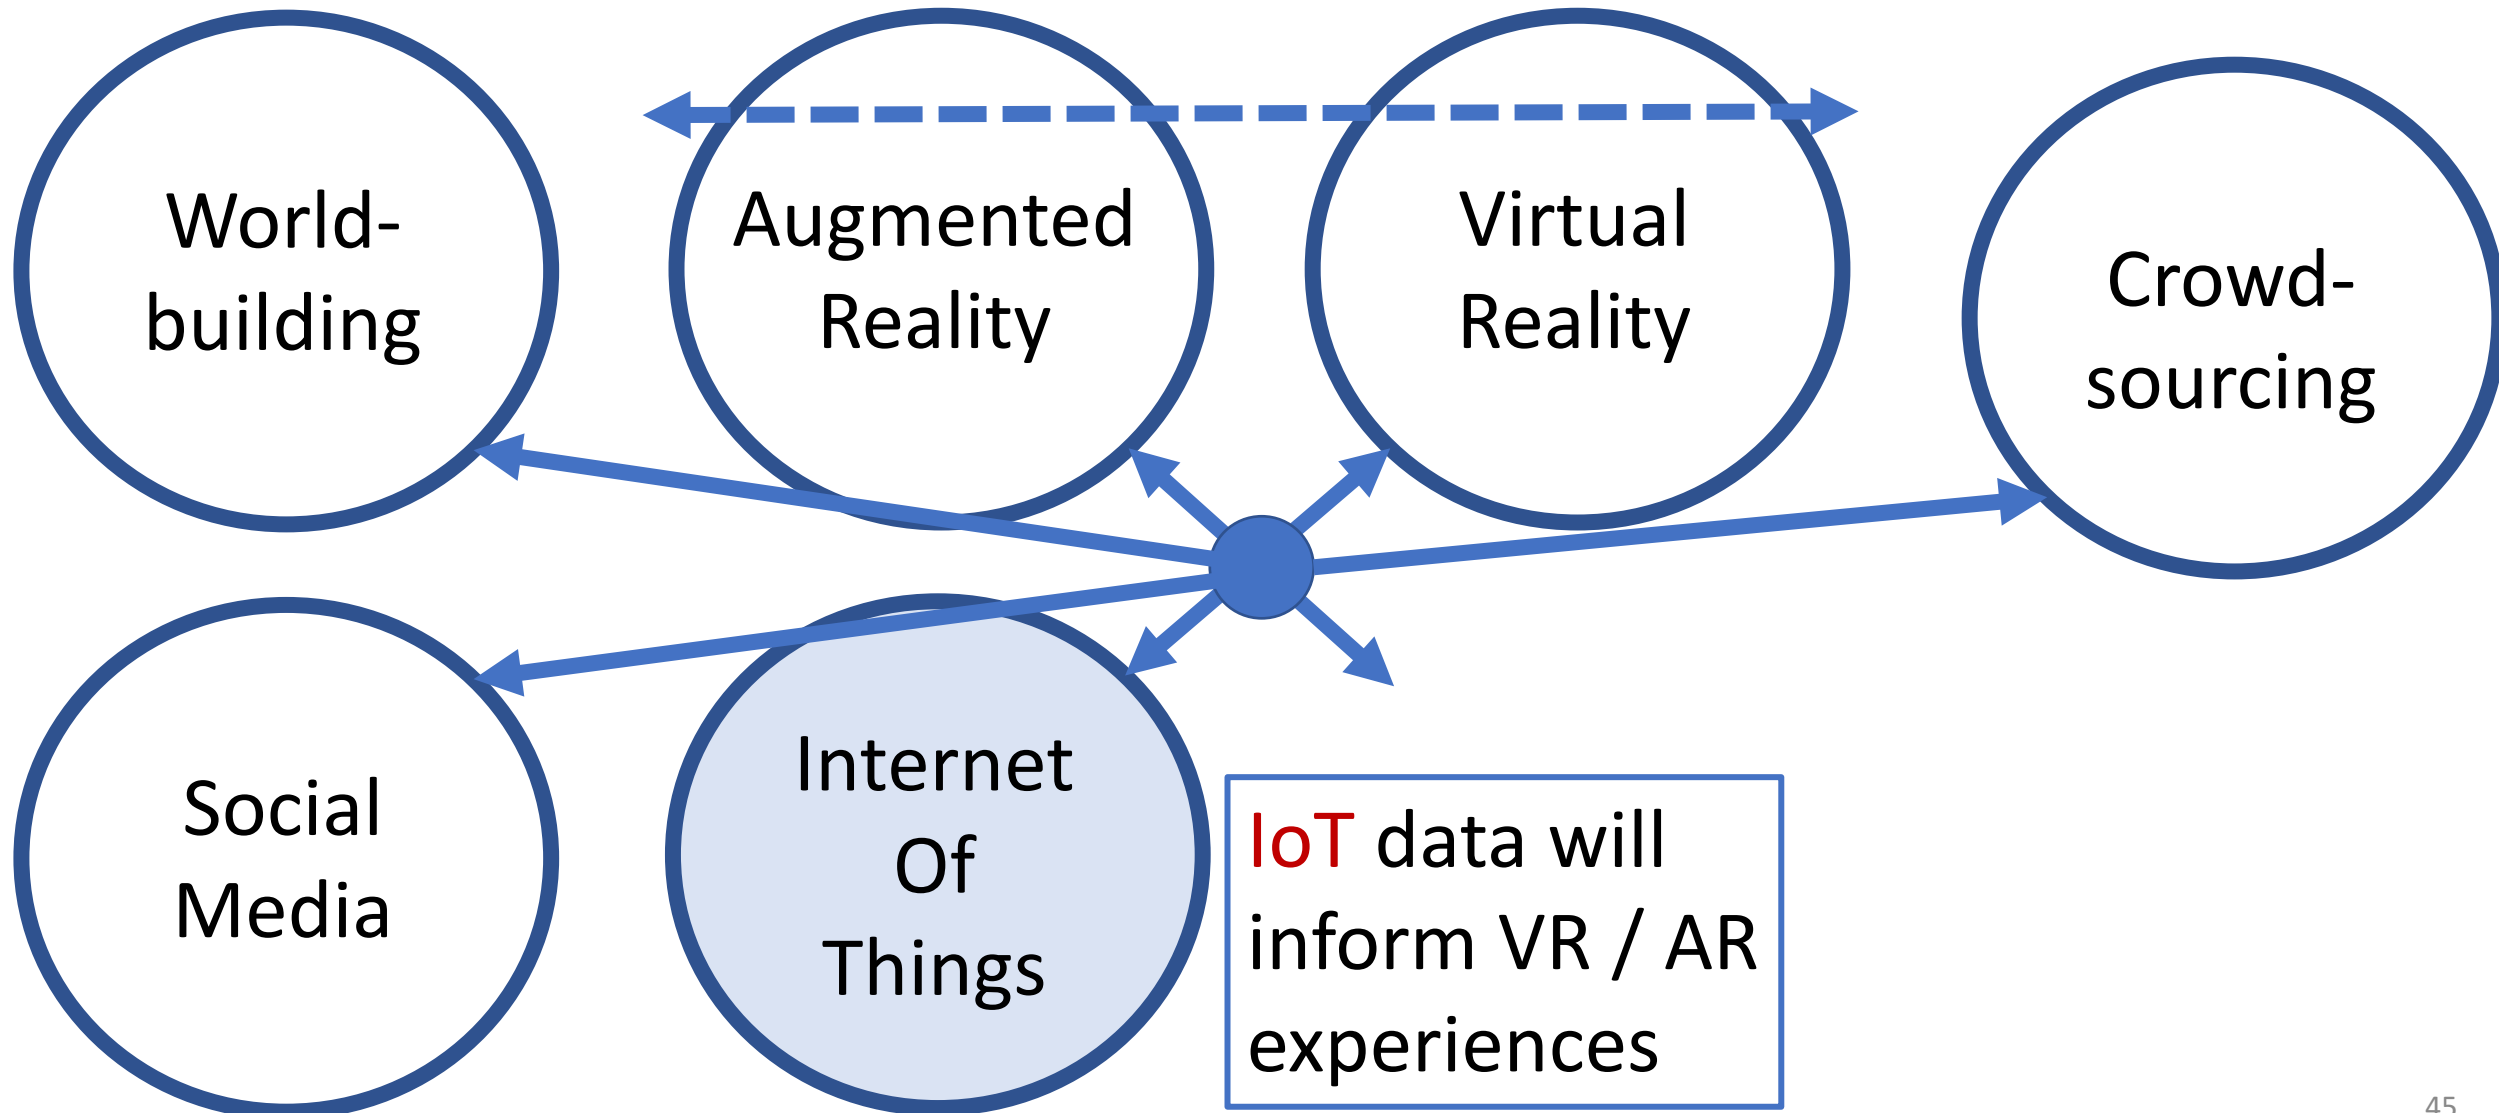 World-
building
Augmented
Reality
Virtual
Reality
Crowd-
sourcing
Social
Media
Internet
Of
Things
IoT data will
inform VR / AR
experiences
45